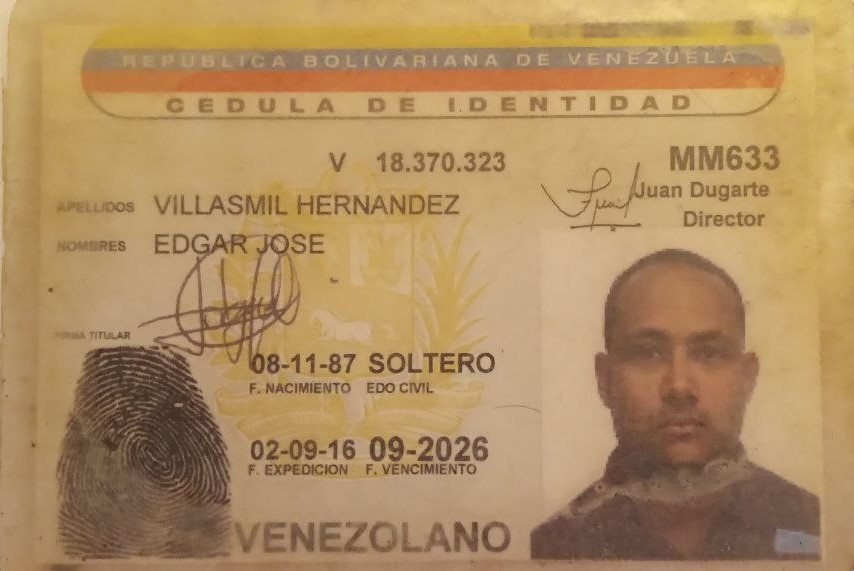 REPUBLICA BOLIVARIANA DE VENEZUELA
CEDULA DE IDENTIDAD
V 18.370.323
MM633
Juan Dugarte
Director
APELLIDOS VILLASMIL HERNANDEZ
NOMBRES EDGAR JOSE
FIRMA TITULAR
08-11-87 SOLTERO
F. NACIMIENTO EDO CIVIL
02-09-16 09-2026
F. EXPEDICION F. VENCIMIENTO
VENEZOLANO